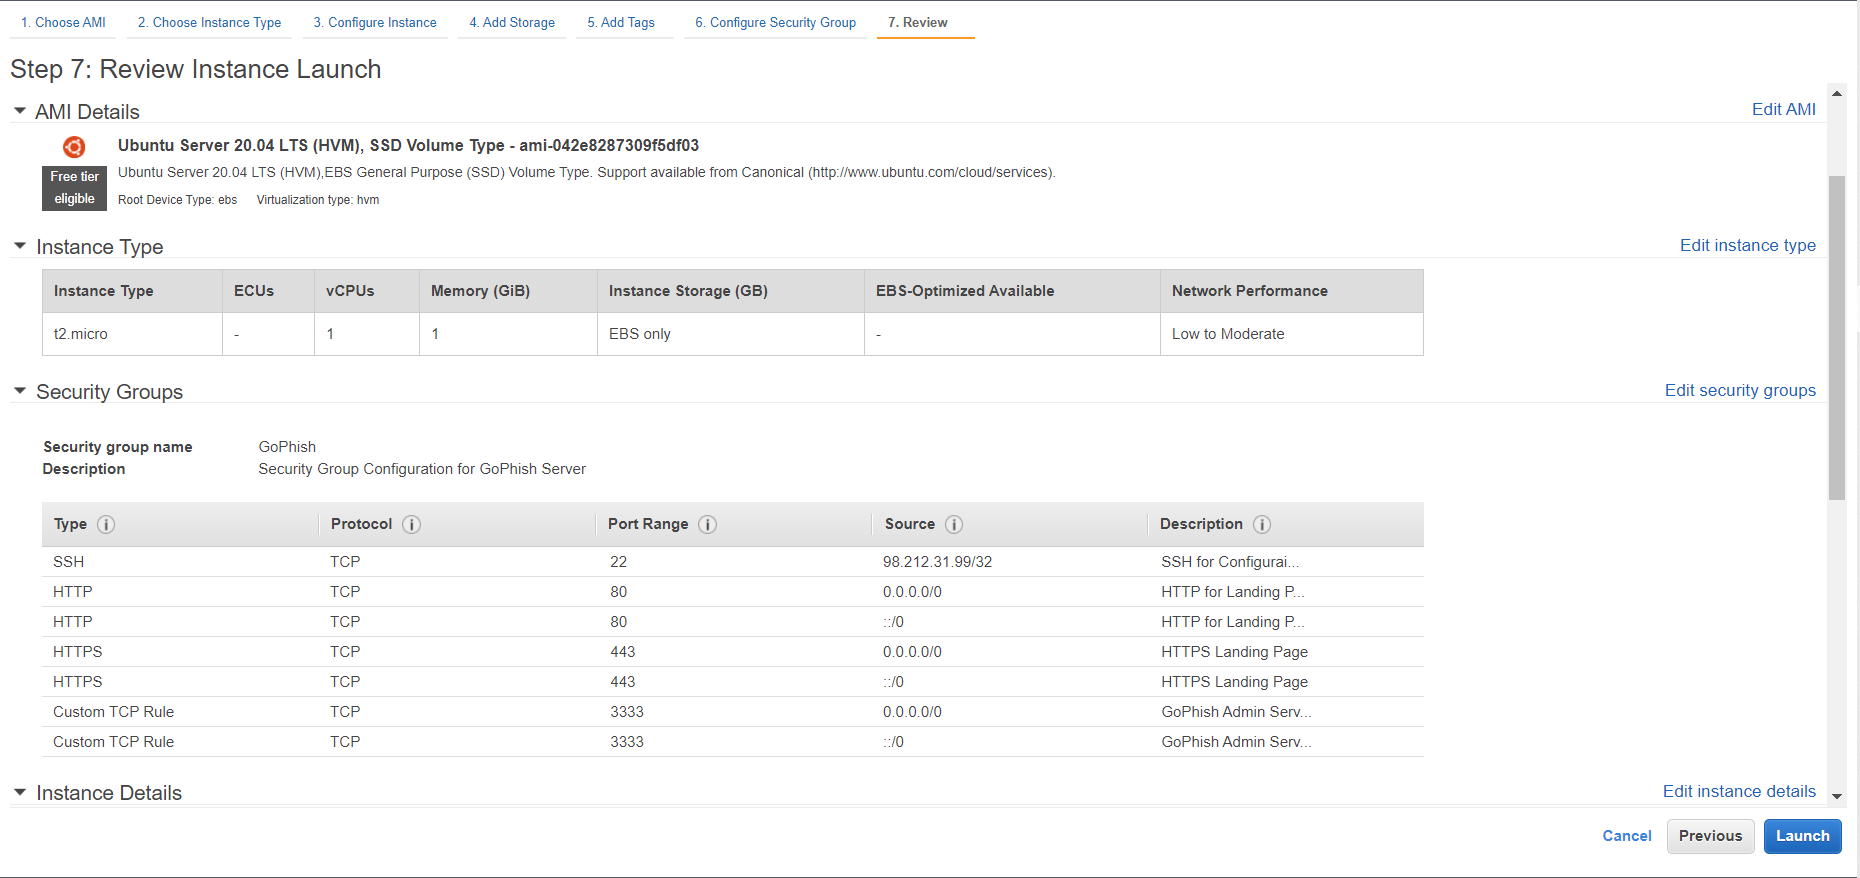 1. Choose AMI 2. Choose Instance Type 3. Configure Instance 4. Add Storage 5. Add Tags 6. Configure Security Group 7. Review
Step 7: Review Instance Launch
AMI Details Edit AMI
Ubuntu Server 20.04 LTS (HVM), SSD Volume Type - ami-042e8287309f5df03
Free tier eligible
Ubuntu Server 20.04 LTS (HVM),EBS General Purpose (SSD) Volume Type. Support available from Canonical (http://www.ubuntu.com/cloud/services).
Root Device Type: ebs Virtualization type: hvm
Instance Type Edit instance type
Instance Type ECUs vCPUs Memory (GiB) Instance Storage (GB) EBS-Optimized Available Network Performance
t2.micro - 1 1 EBS only - Low to Moderate
Security Groups Edit security groups
Security group name GoPhish
Description Security Group Configuration for GoPhish Server
Type i Protocol i Port Range i Source i Description i
SSH TCP 22 98.212.31.99/32 SSH for Configurai...
HTTP TCP 80 0.0.0.0/0 HTTP for Landing P...
HTTP TCP 80 ::/0 HTTP for Landing P...
HTTPS TCP 443 0.0.0.0/0 HTTPS Landing Page
HTTPS TCP 443 ::/0 HTTPS Landing Page
Custom TCP Rule TCP 3333 0.0.0.0/0 GoPhish Admin Serv...
Custom TCP Rule TCP 3333 ::/0 GoPhish Admin Serv...
Instance Details Edit instance details
Cancel Previous Launch